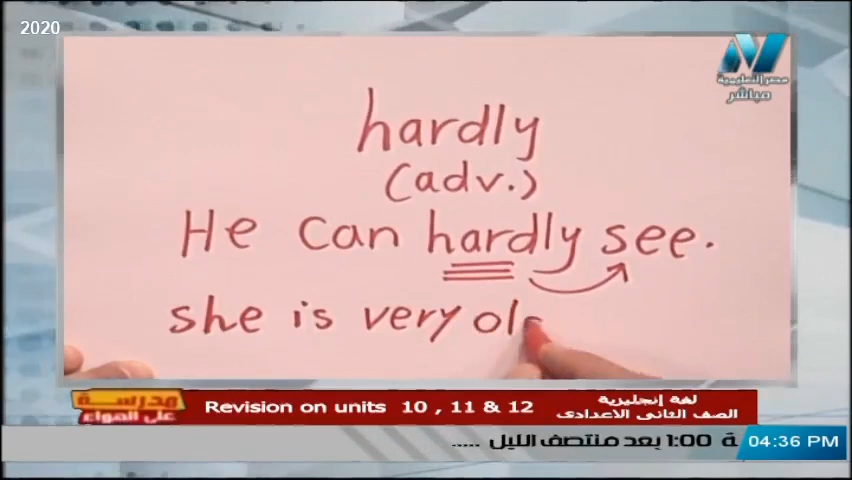 2020
مصر التعليمية
مباشر
hardly
(adv.)
He can hardly see.
she is very ol
مدرسة
على الهواء
Revision on units 10 , 11 & 12
لغة إنجليزية
الصف الثانى الاعدادى
ة 1:00 بعد منتصف الليل .....
04:36 PM